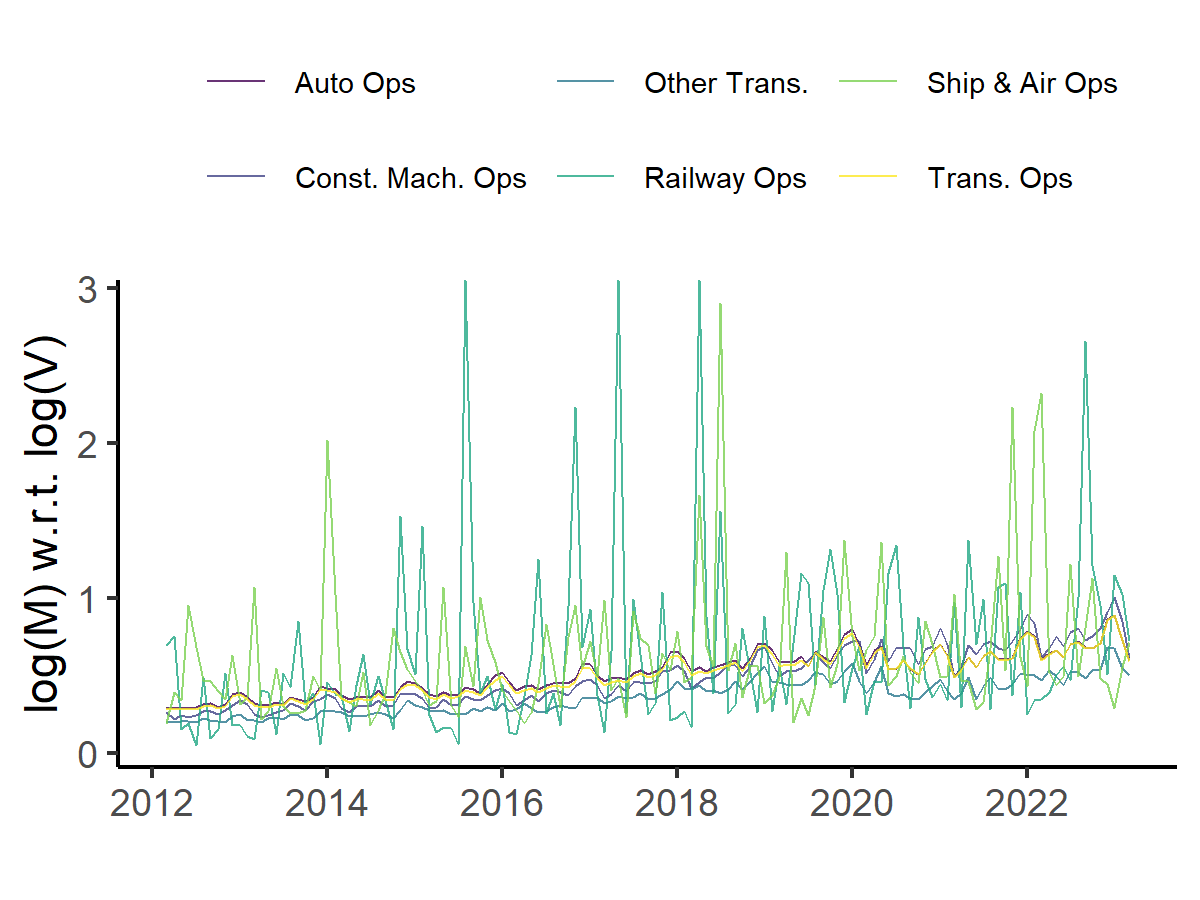 Auto Ops Other Trans. Ship & Air Ops
Const. Mach. Ops Railway Ops Trans. Ops
log(M) w.r.t. log(V)
3
2
1
0
2012 2014 2016 2018 2020 2022